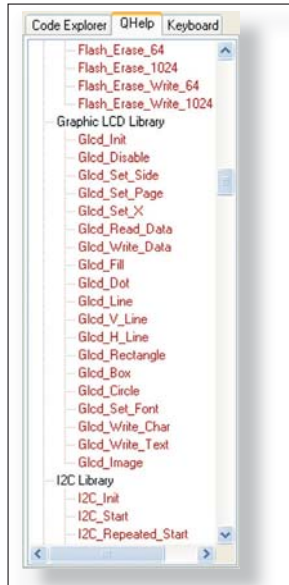 Code Explorer QHelp Keyboard
Flash_Erase_64
Flash_Erase_1024
Flash_Erase_Write_64
Flash_Erase_Write_1024
Graphic LCD Library
Glcd_Init
Glcd_Disable
Glcd_Set_Side
Glcd_Set_Page
Glcd_Set_X
Glcd_Read_Data
Glcd_Write_Data
Glcd_Fill
Glcd_Dot
Glcd_Line
Glcd_V_Line
Glcd_H_Line
Glcd_Rectangle
Glcd_Box
Glcd_Circle
Glcd_Set_Font
Glcd_Write_Char
Glcd_Write_Text
Glcd_Image
I2C Library
I2C_Init
I2C_Start
I2C_Repeated_Start